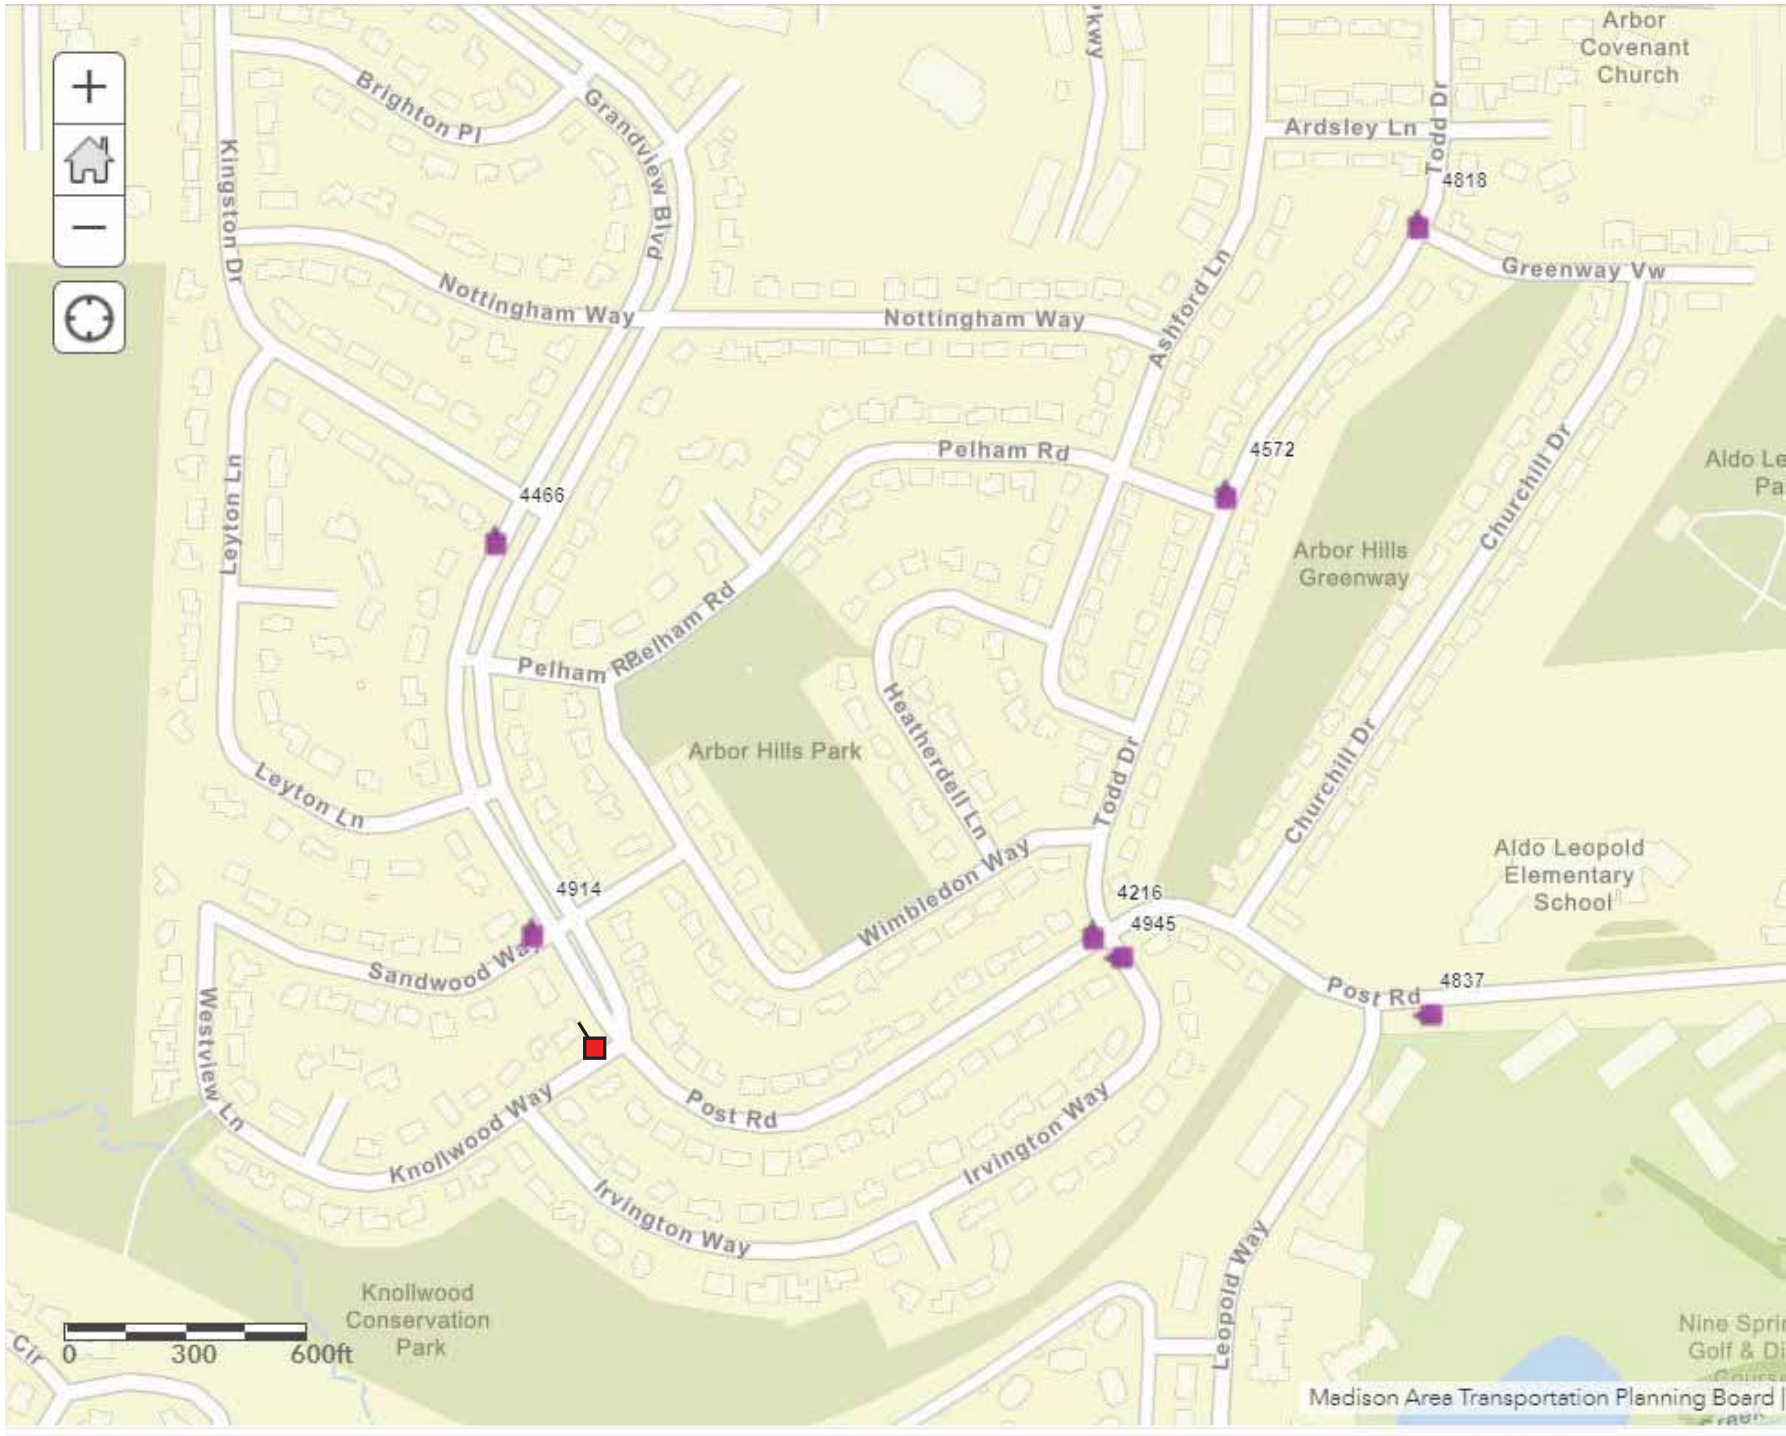 Arbor
Covenant
Church
+
−
Brighton Pl
Grandview Blvd
Kingston Dr
Todd Dr
Ardsley Ln
4818
Greenway Vw
Nottingham Way
Nottingham Way
Ashford Ln
Pelham Rd
4572
4466
Leyton Ln
Churchill Dr
Aldo Le
Pa
Arbor Hills
Greenway
Pelham Rd
Pelham Rd
Arbor Hills Park
Heatherdell Ln
Todd Dr
Churchill Dr
Leyton Ln
Aldo Leopold
Elementary
School
4914
4216
4945
Wimbledon Way
Sandwood Way
Post Rd
4837
Westview Ln
Knollwood Way
Post Rd
Irvington Way
Irvington Way
Leopold Way
Knollwood
Conservation
Park
Nine Sprin
Golf & Di
Course
Cir
0 300 600ft
Madison Area Transportation Planning Board |